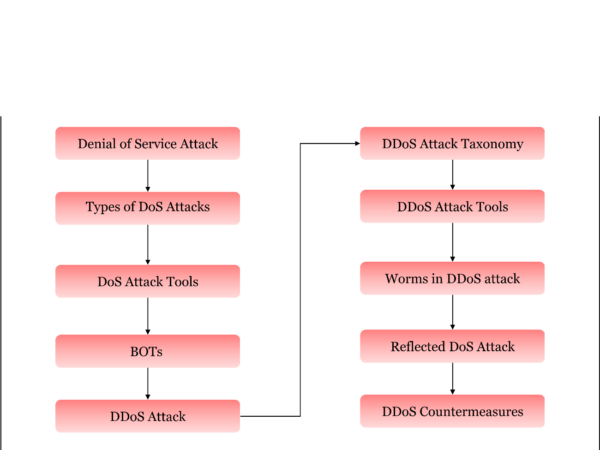 Denial of Service Attack
Types of DoS Attacks
DoS Attack Tools
BOTs
DDoS Attack
DDoS Attack Taxonomy
DDoS Attack Tools
Worms in DDoS attack
Reflected DoS Attack
DDoS Countermeasures